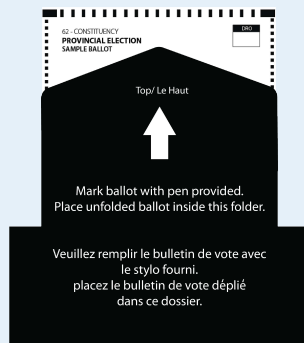 62 - CONSTITUENCY
PROVINCIAL ELECTION
SAMPLE BALLOT
DRO
Top/ Le Haut
Mark ballot with pen provided.
Place unfolded ballot inside this folder.
Veuillez remplir le bulletin de vote avec
le stylo fourni.
placez le bulletin de vote déplié
dans ce dossier.